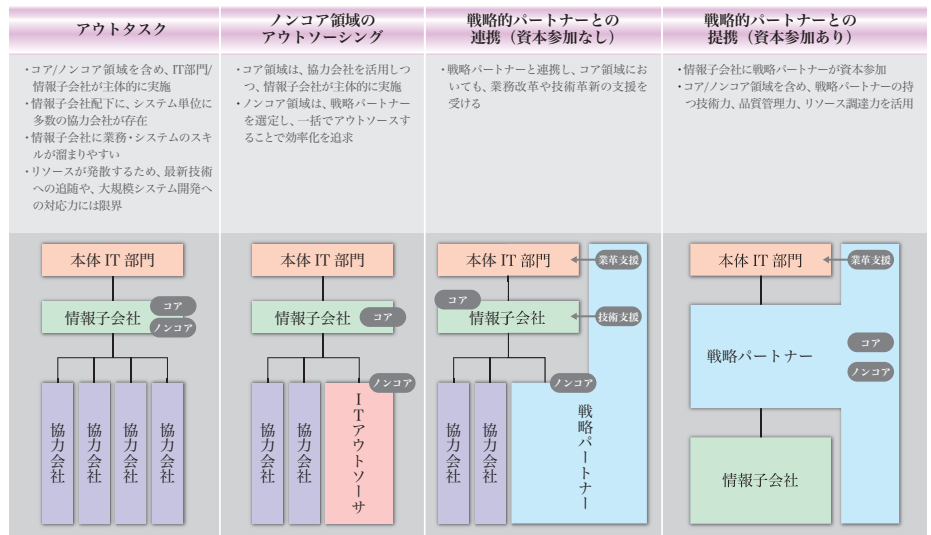 アウトタスク
・コア/ノンコア領域を含め、IT部門/
情報子会社が主体的に実施
・情報子会社配下に、システム単位に
多数の協力会社が存在
・情報子会社に業務・システムのスキ
ルが溜まりやすい
・リソースが発散するため、最新技術
への追随や、大規模システム開発へ
の対応力には限界
ノンコア領域の
アウトソーシング
・コア領域は、協力会社を活用しつ
つ、情報子会社が主体的に実施
・ノンコア領域は、戦略パートナー
を選定し、一括でアウトソースす
ることで効率化を追求
戦略的パートナーとの
連携（資本参加なし）
・戦略パートナーと連携し、コア領域にお
いても、業務改革や技術革新の支援を
受ける
戦略的パートナーとの
提携（資本参加あり）
・情報子会社に戦略パートナーが資本参加
・コア/ノンコア領域を含め、戦略パートナーの持
つ技術力、品質管理力、リソース調達力を活用
本体 IT 部門
情報子会社
コア
ノンコア
協力会社
協力会社
協力会社
協力会社
本体 IT 部門
情報子会社
コア
ノンコア
協力会社
協力会社
ITアウトソーサ
本体 IT 部門
業革支援
コア
情報子会社
技術支援
ノンコア
協力会社
協力会社
戦略パートナー
本体 IT 部門
業革支援
戦略パートナー
コア
ノンコア
情報子会社